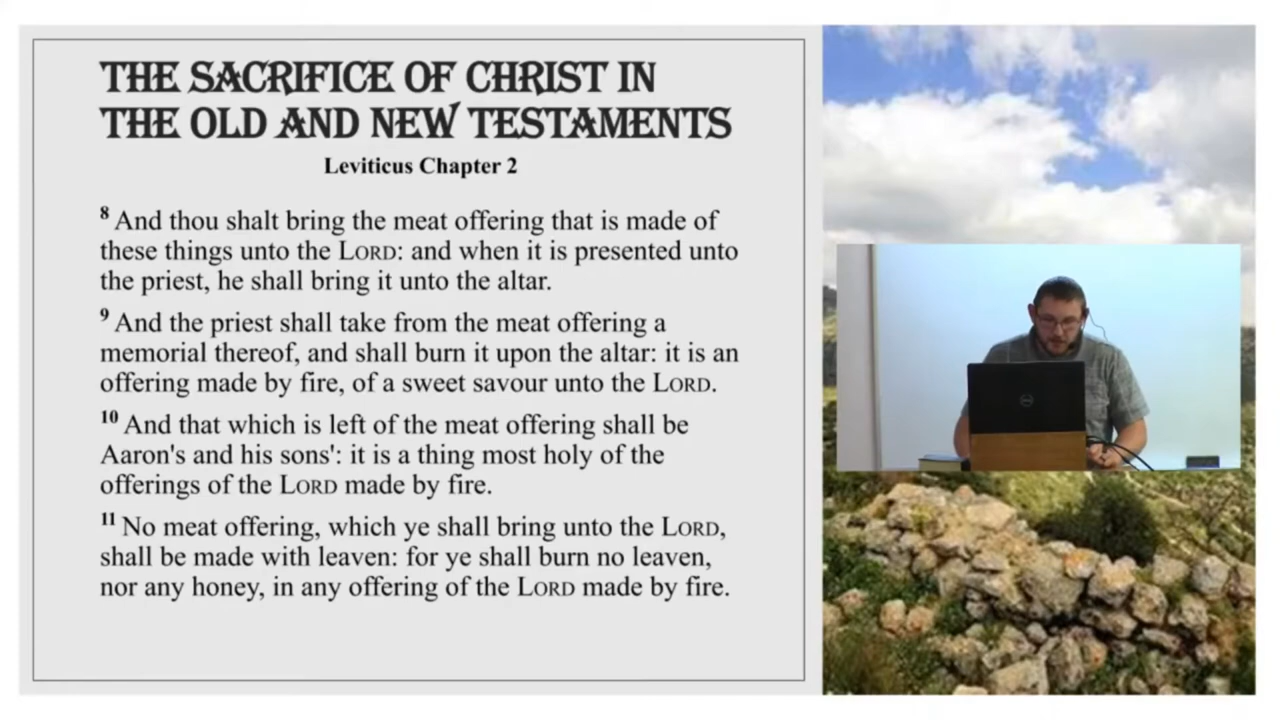 THE SACRIFICE OF CHRIST IN
THE OLD AND NEW TESTAMENTS
Leviticus Chapter 2
8 And thou shalt bring the meat offering that is made of
these things unto the LORD: and when it is presented unto
the priest, he shall bring it unto the altar.
9 And the priest shall take from the meat offering a
memorial thereof, and shall burn it upon the altar: it is an
offering made by fire, of a sweet savour unto the LORD.
10 And that which is left of the meat offering shall be
Aaron's and his sons': it is a thing most holy of the
offerings of the LORD made by fire.
11 No meat offering, which ye shall bring unto the LORD,
shall be made with leaven: for ye shall burn no leaven,
nor any honey, in any offering of the LORD made by fire.
DELL